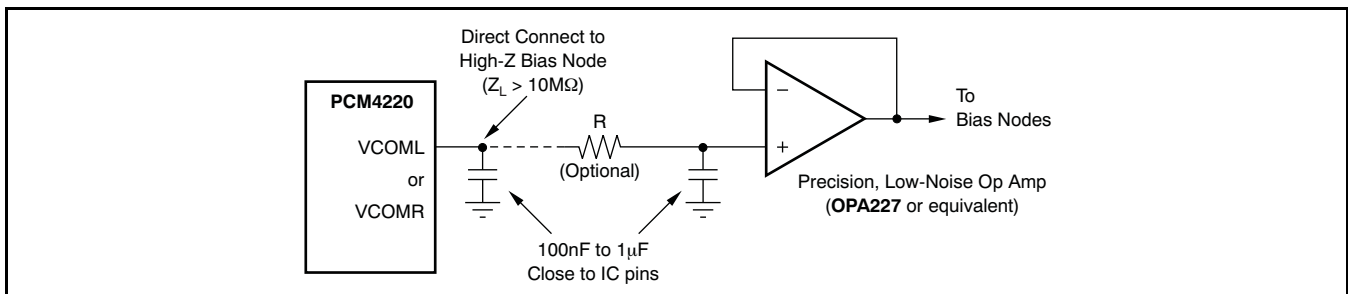 Direct Connect to
High-Z Bias Node
(Z_L > 10MΩ)
PCM4220
VCOML
or
VCOMR
R
(Optional)
100nF to 1μF
Close to IC pins
−
+
To
Bias Nodes
Precision, Low-Noise Op Amp
(OPA227 or equivalent)